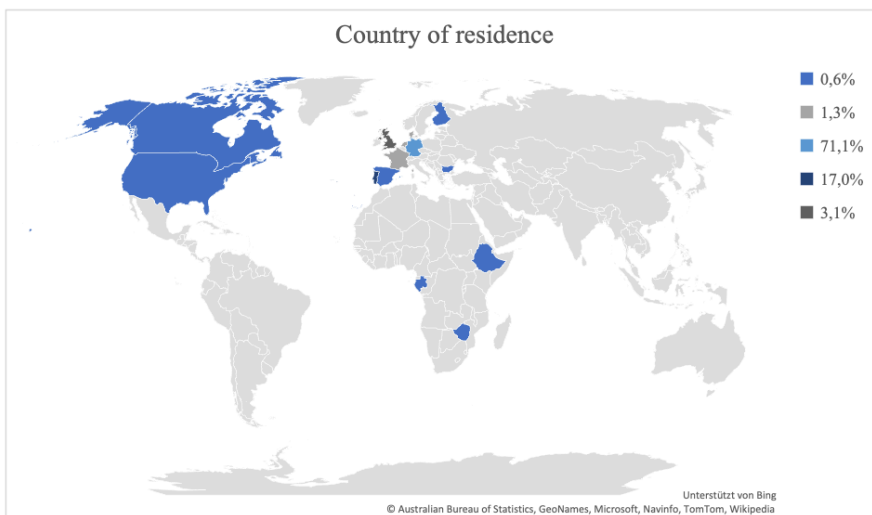 Country of residence
0,6%
1,3%
71,1%
17,0%
3,1%
Unterstützt von Bing
© Australian Bureau of Statistics, GeoNames, Microsoft, Navinfo, TomTom, Wikipedia